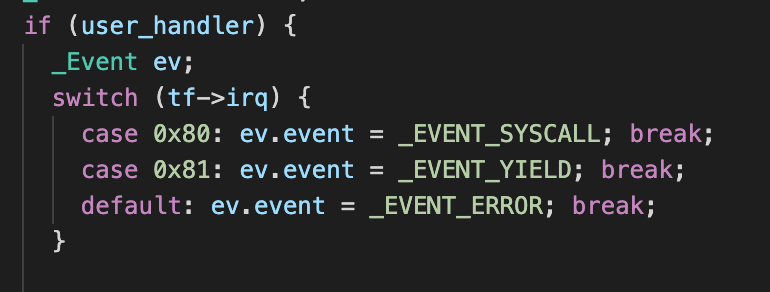 if (user_handler) {
_Event ev;
switch (tf->irq) {
case 0x80: ev.event = _EVENT_SYSCALL; break;
case 0x81: ev.event = _EVENT_YIELD; break;
default: ev.event = _EVENT_ERROR; break;
}